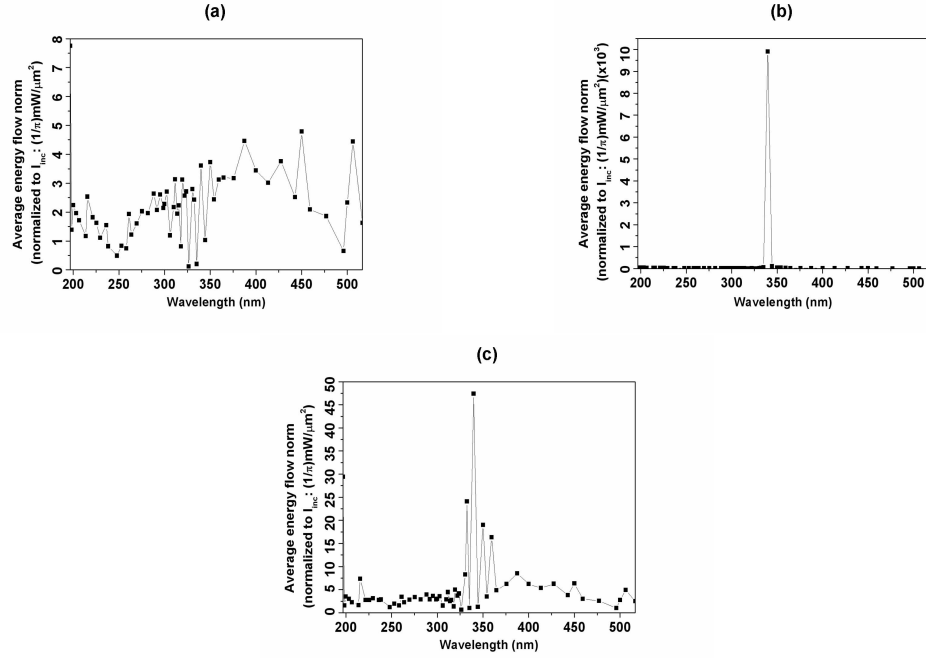 (a)
Average energy flow norm
(normalized to I_inc: (1/π)mW/μm²)
8
7
6
5
4
3
2
1
0
200 250 300 350 400 450 500
Wavelength (nm)
(b)
Average energy flow norm
(normalized to I_inc: (1/π)mW/μm²)(x10³)
10
9
8
7
6
5
4
3
2
1
0
200 250 300 350 400 450 500
Wavelength (nm)
(c)
Average energy flow norm
(normalized to I_inc: (1/π)mW/μm²)
50
45
40
35
30
25
20
15
10
5
0
200 250 300 350 400 450 500
Wavelength (nm)